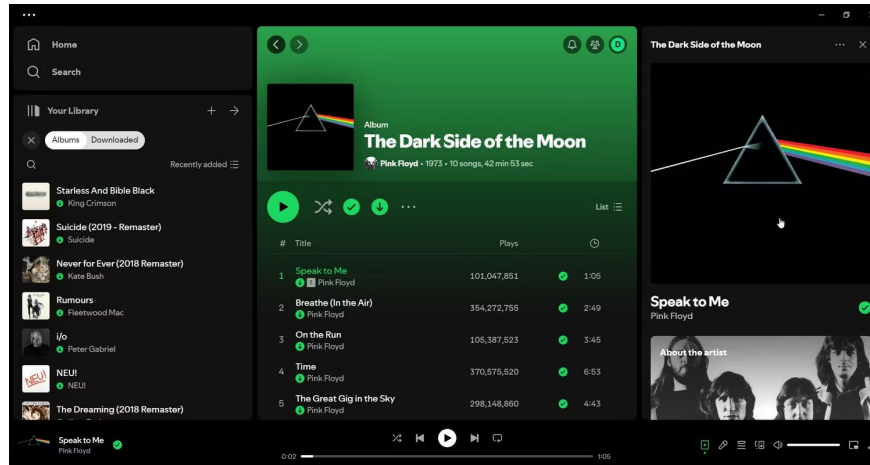 Home
Search
Your Library
Albums
Downloaded
Recently added
Starless And Bible Black
King Crimson
Suicide (2019 - Remaster)
Suicide
Never for Ever (2018 Remaster)
Kate Bush
Rumours
Fleetwood Mac
i/o
Peter Gabriel
NEU!
NEU!
NEU!
The Dreaming (2018 Remaster)
D
Album
The Dark Side of the Moon
Pink Floyd • 1973 • 10 songs, 42 min 53 sec
List
# Title Plays
1 Speak to Me 101,047,851 1:05
E Pink Floyd
2 Breathe (In the Air) 354,272,755 2:49
Pink Floyd
3 On the Run 105,387,523 3:45
Pink Floyd
4 Time 370,575,520 6:53
Pink Floyd
5 The Great Gig in the Sky 298,148,860 4:43
Pink Floyd
The Dark Side of the Moon
Speak to Me
Pink Floyd
About the artist
Speak to Me
Pink Floyd
0:02
1:05